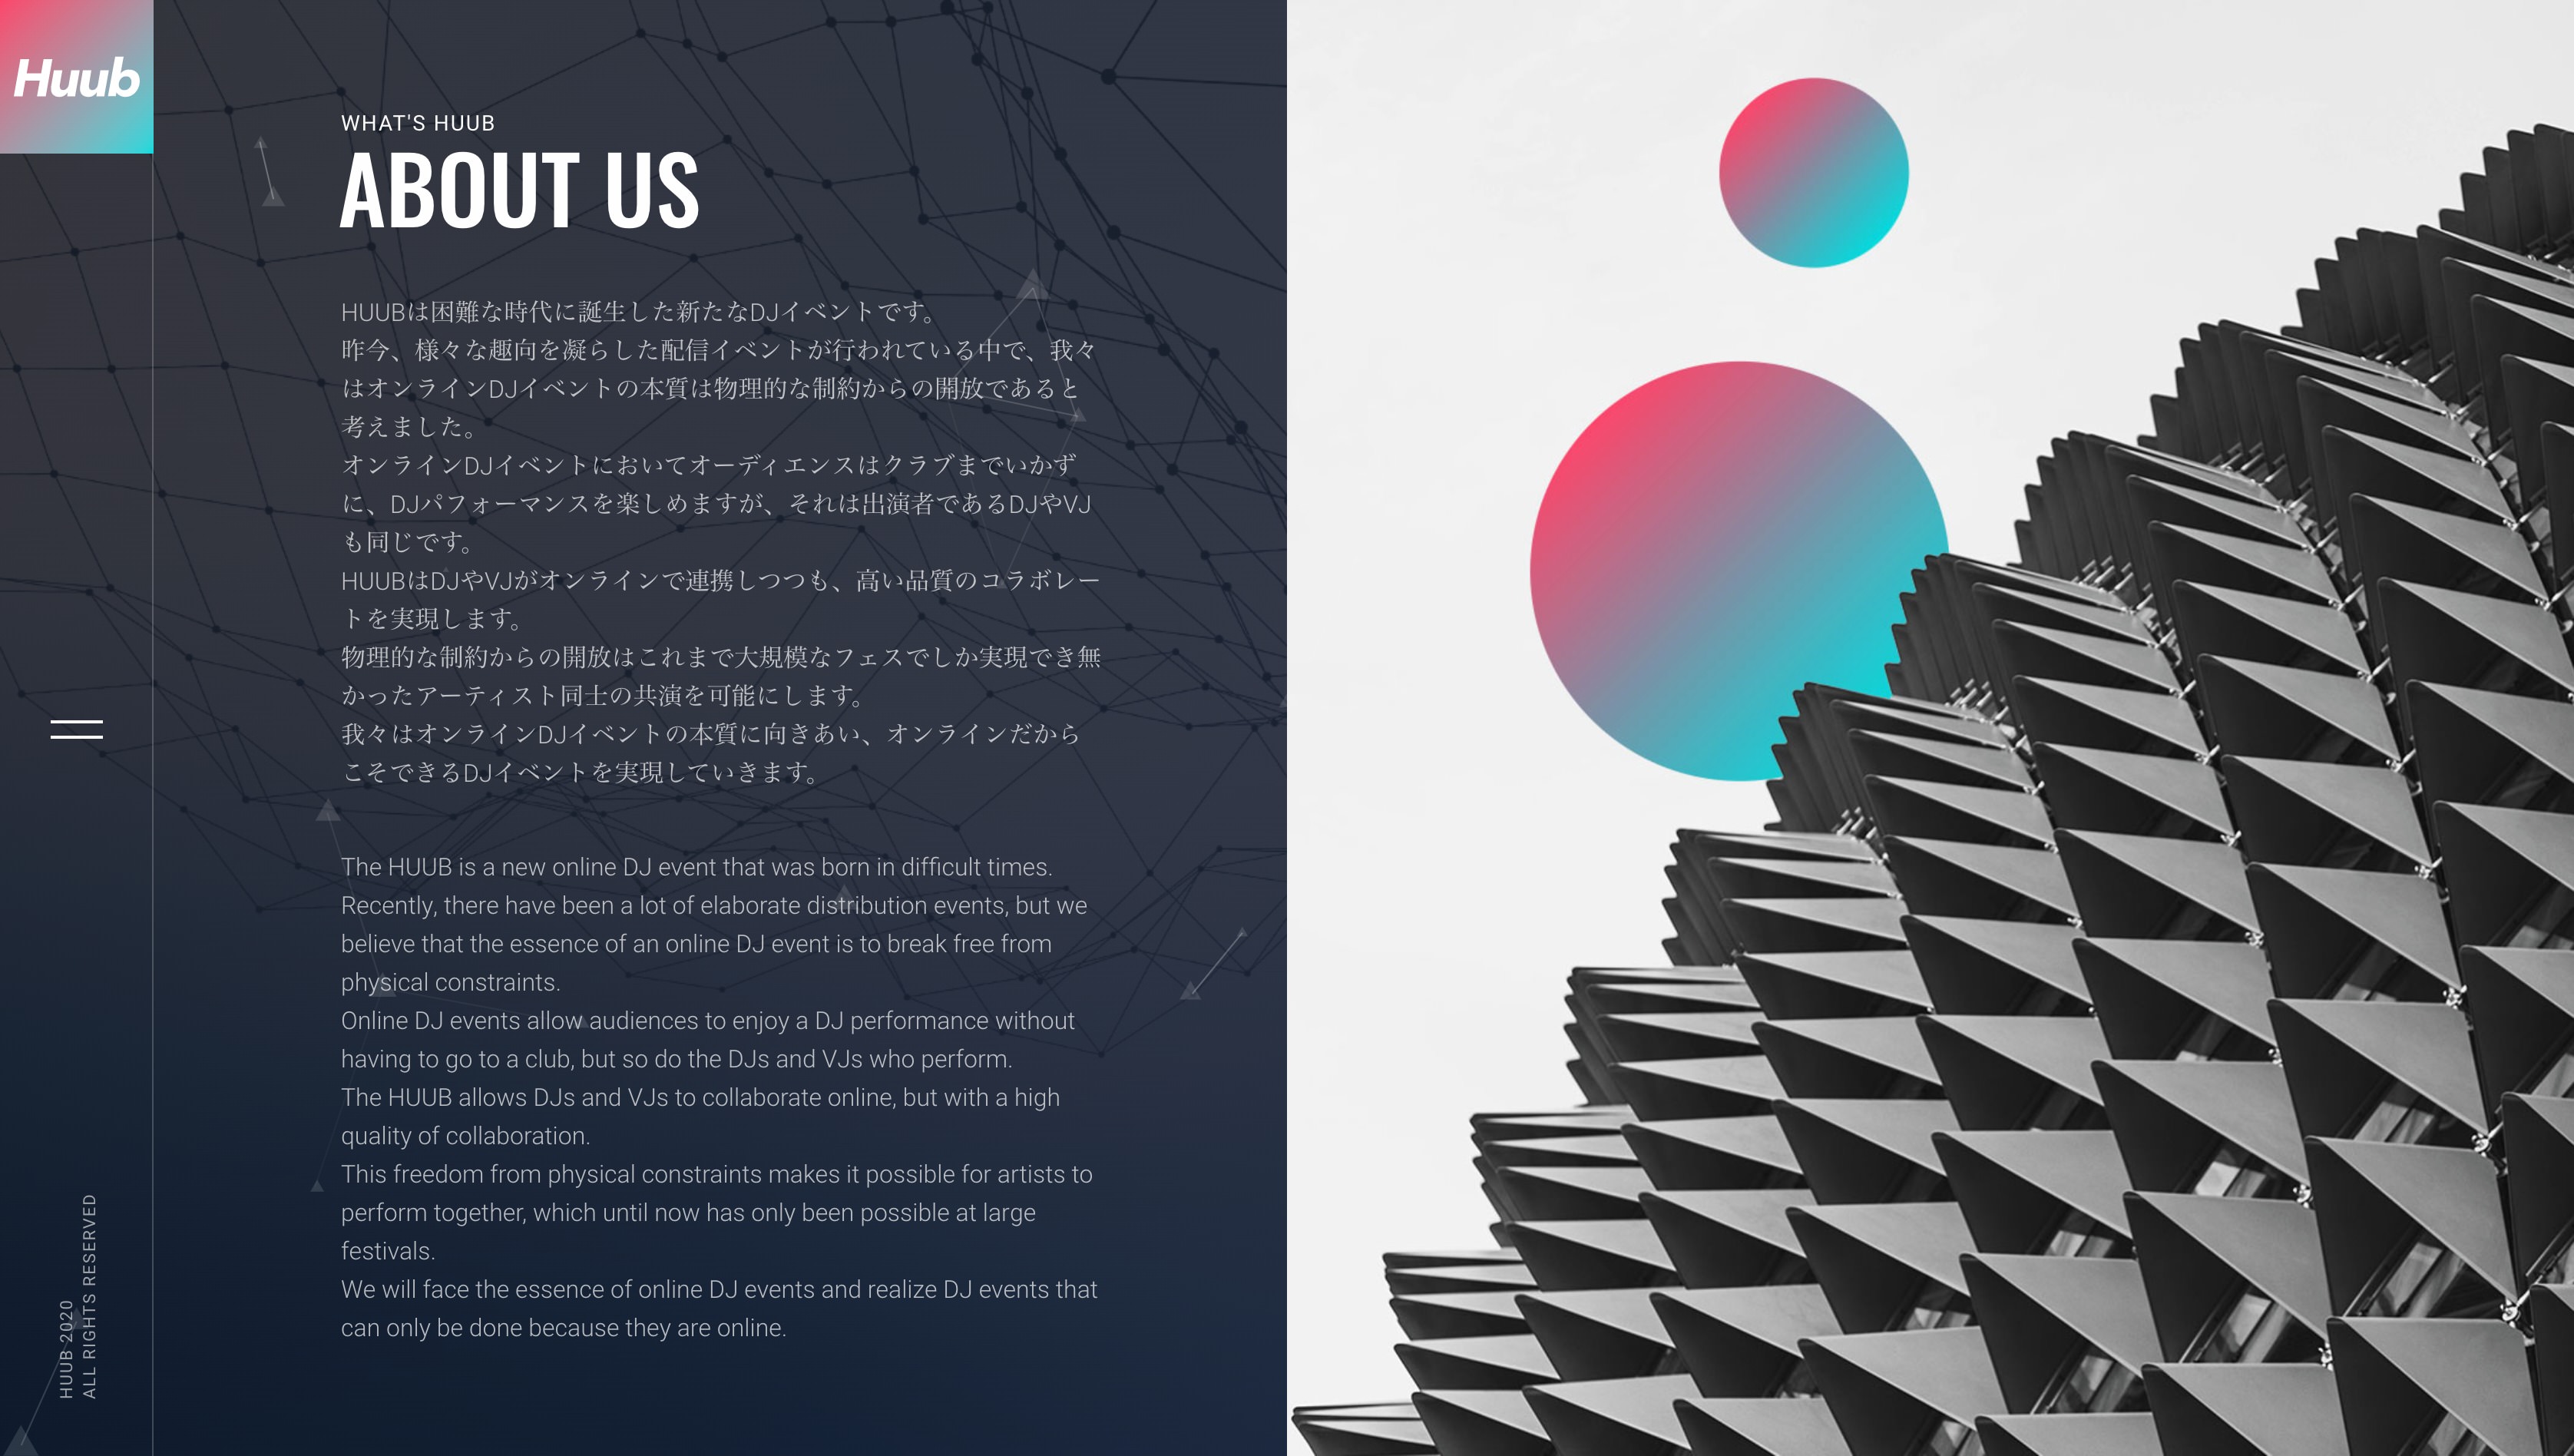 Huub
WHAT'S HUUB
ABOUT US
HUUBは困難な時代に誕生した新たなDJイベントです。
昨今、様々な趣向を凝らした配信イベントが行われている中で、我々
はオンラインDJイベントの本質は物理的な制約からの開放であると
考えました。
オンラインDJイベントにおいてオーディエンスはクラブまでいかず
に、DJパフォーマンスを楽しめますが、それは出演者であるDJやVJ
も同じです。
HUUBはDJやVJがオンラインで連携しつつも、高い品質のコラボレー
トを実現します。
物理的な制約からの開放はこれまで大規模なフェスでしか実現でき無
かったアーティスト同士の共演を可能にします。
我々はオンラインDJイベントの本質に向きあい、オンラインだから
こそできるDJイベントを実現していきます。
The HUUB is a new online DJ event that was born in difficult times.
Recently, there have been a lot of elaborate distribution events, but we
believe that the essence of an online DJ event is to break free from
physical constraints.
Online DJ events allow audiences to enjoy a DJ performance without
having to go to a club, but so do the DJs and VJs who perform.
The HUUB allows DJs and VJs to collaborate online, but with a high
quality of collaboration.
This freedom from physical constraints makes it possible for artists to
perform together, which until now has only been possible at large
festivals.
We will face the essence of online DJ events and realize DJ events that
can only be done because they are online.
HUUB 2020
ALL RIGHTS RESERVED